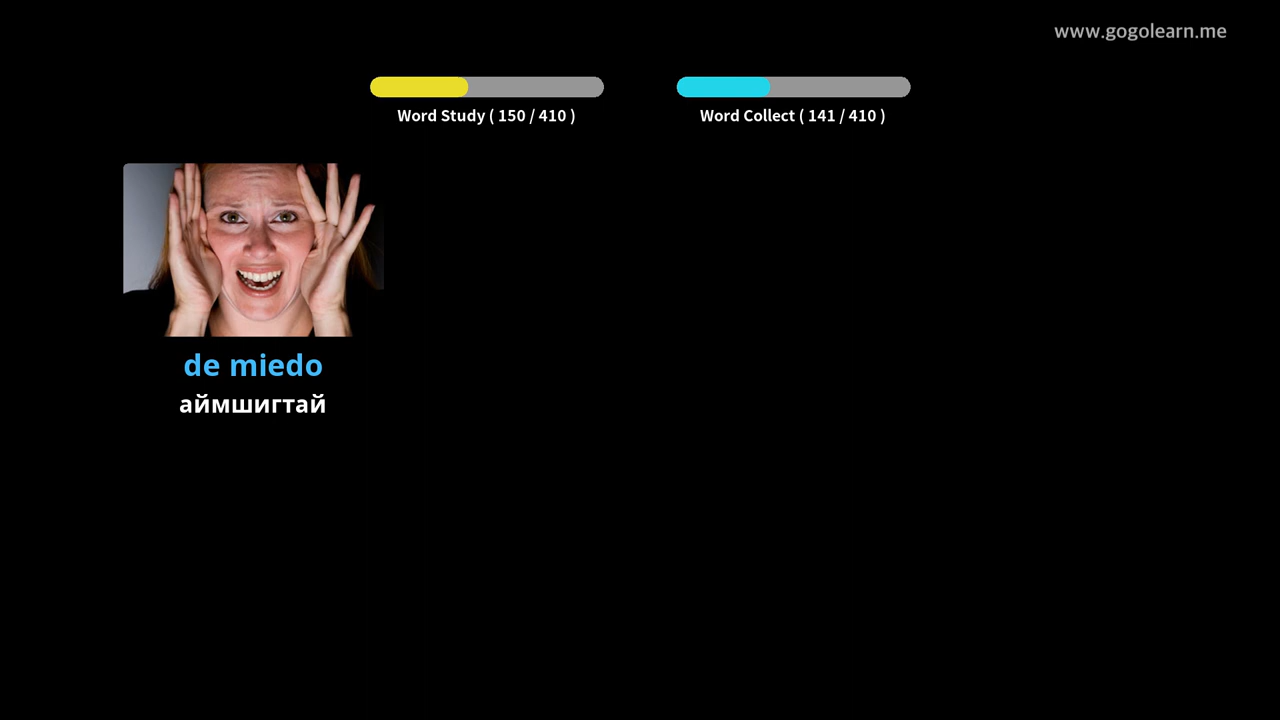 www.gogolearn.me
Word Study ( 150 / 410 )
Word Collect ( 141 / 410 )
de miedo
аймшигтай